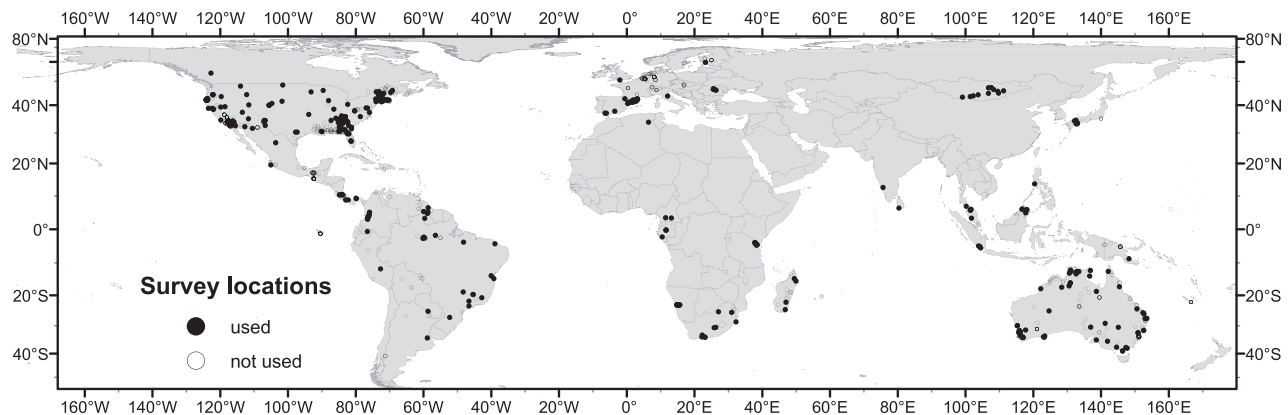 160°W 140°W 120°W 100°W 80°W 60°W 40°W 20°W 0° 20°E 40°E 60°E 80°E 100°E 120°E 140°E 160°E
80°N 80°N
40°N 40°N
20°N 20°N
0° 0°
Survey locations
20°S 20°S
used
40°S 40°S
not used
160°W 140°W 120°W 100°W 80°W 60°W 40°W 20°W 0° 20°E 40°E 60°E 80°E 100°E 120°E 140°E 160°E